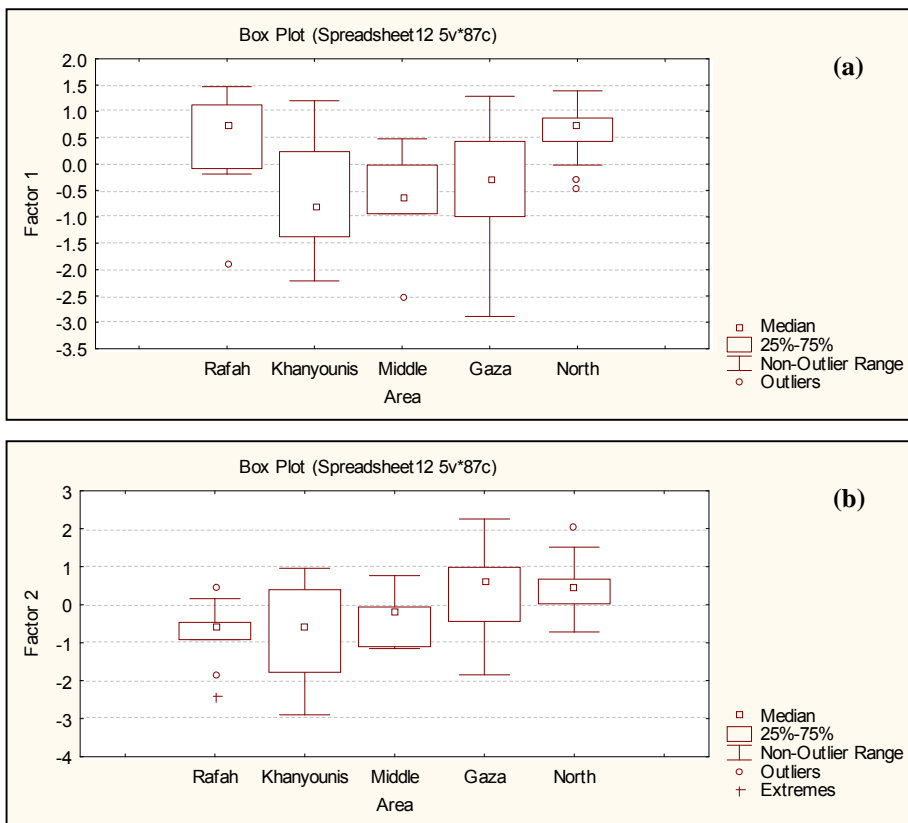 Box Plot (Spreadsheet12 5v*87c)
(a)
2.0
1.5
1.0
0.5
0.0
-0.5
-1.0
-1.5
-2.0
-2.5
-3.0
-3.5
Factor 1
Rafah Khanyounis Middle Gaza North
Area
Median
25%-75%
Non-Outlier Range
Outliers
Box Plot (Spreadsheet12 5v*87c)
(b)
3
2
1
0
-1
-2
-3
-4
Factor 2
Rafah Khanyounis Middle Gaza North
Area
Median
25%-75%
Non-Outlier Range
Outliers
Extremes